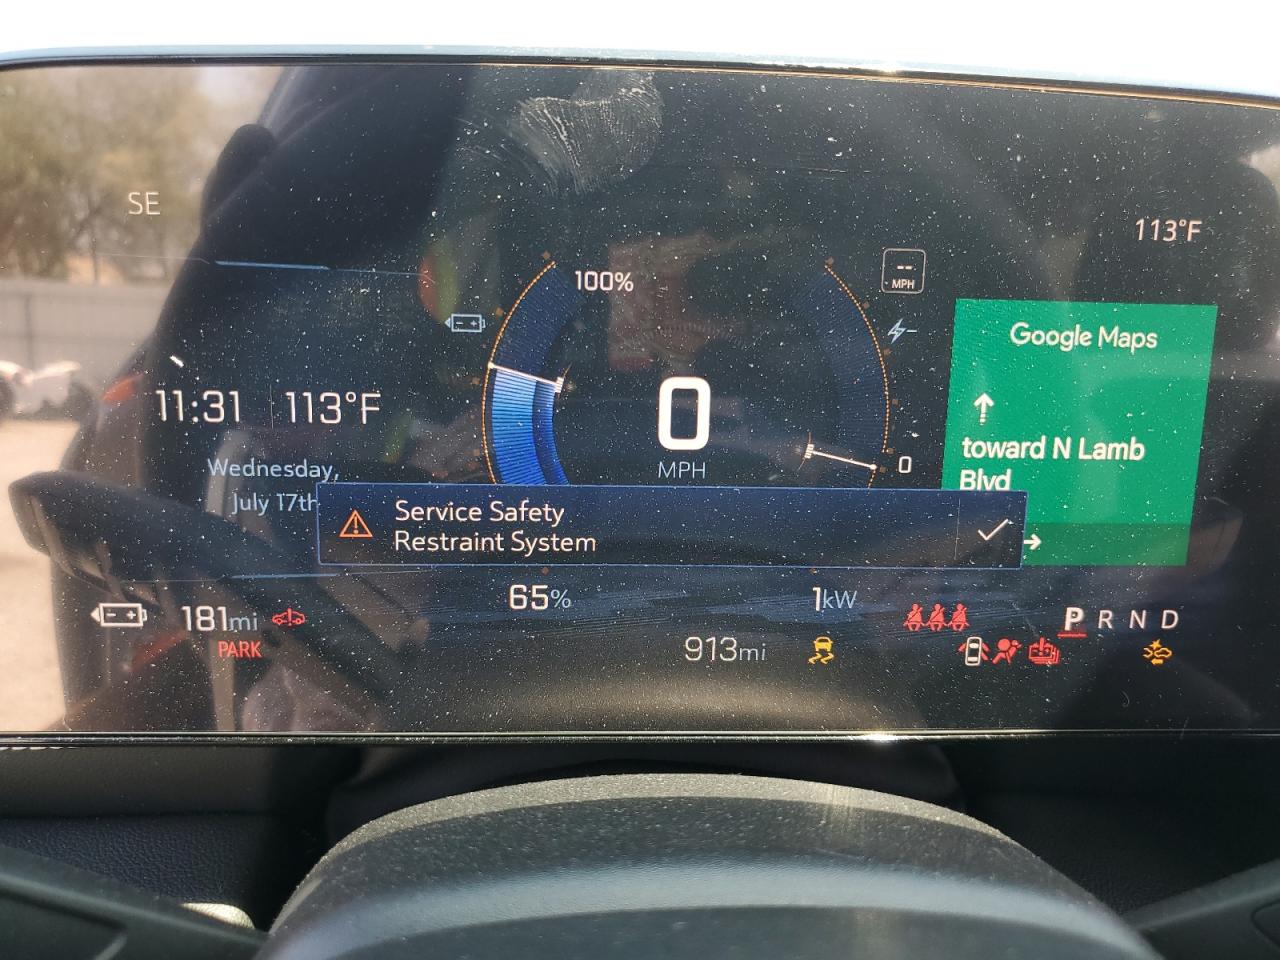 SE
113°F
100%
--
MPH
Google Maps
11:31 113°F
0
MPH
0
toward N Lamb
Blvd
Wednesday,
July 17th
Service Safety
Restraint System
181mi
PARK
65%
1kW
913mi
P R N D